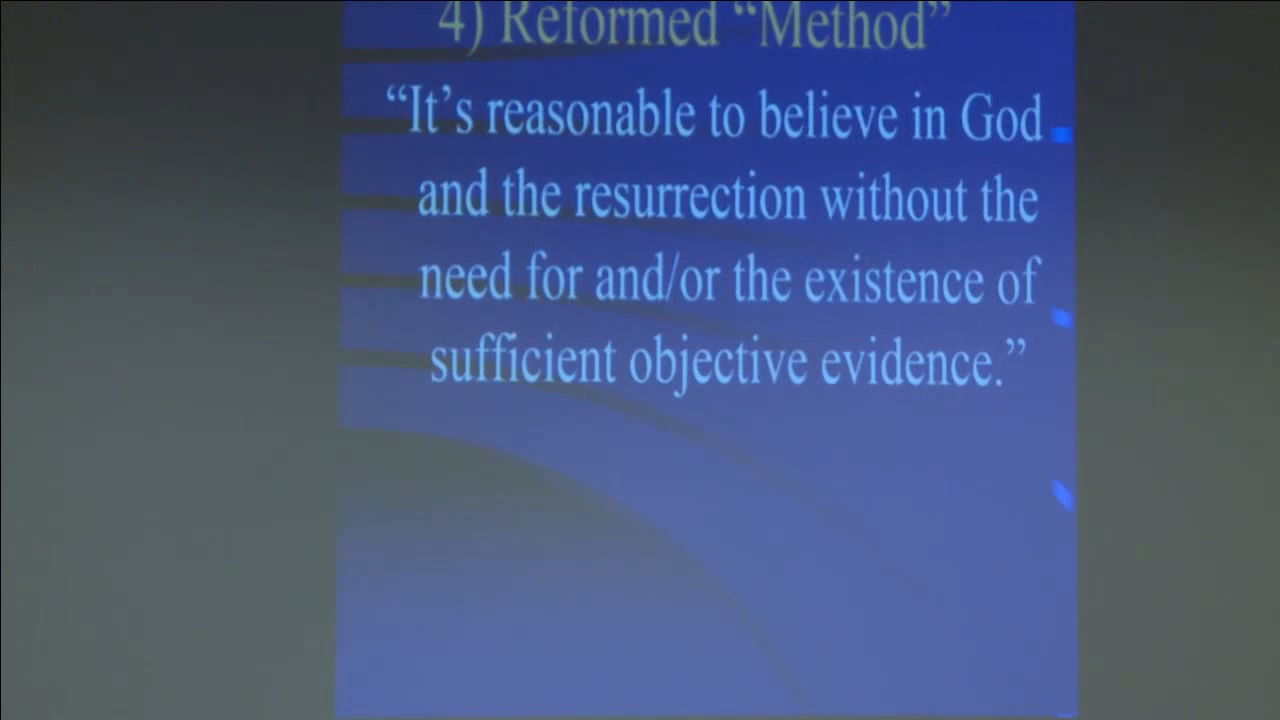 4) Reformed “Method”
“It’s reasonable to believe in God
and the resurrection without the
need for and/or the existence of
sufficient objective evidence.”